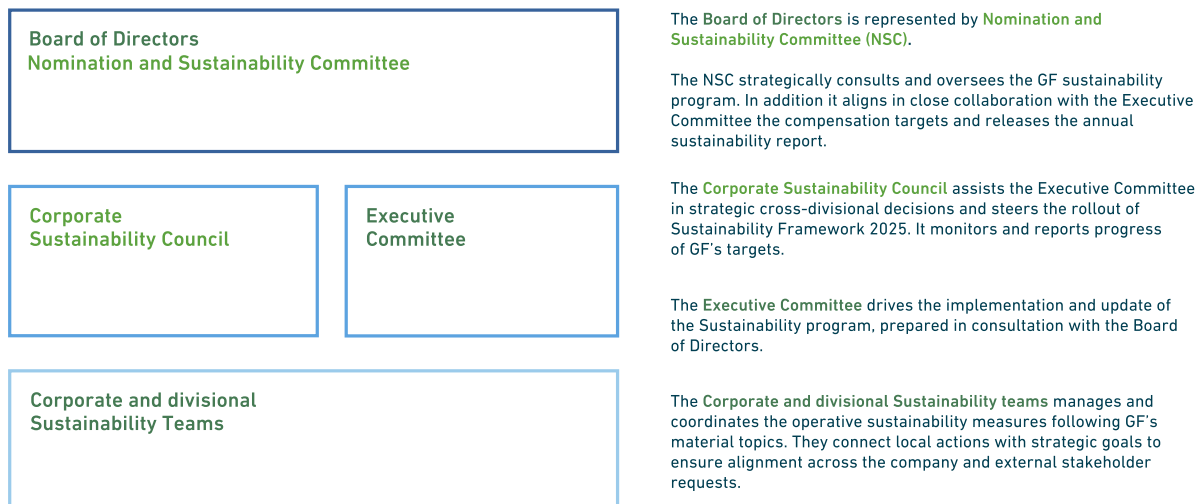 Board of Directors
Nomination and Sustainability Committee
Corporate
Sustainability Council
Executive
Committee
Corporate and divisional
Sustainability Teams
The Board of Directors is represented by Nomination and
Sustainability Committee (NSC).
The NSC strategically consults and oversees the GF sustainability
program. In addition it aligns in close collaboration with the Executive
Committee the compensation targets and releases the annual
sustainability report.
The Corporate Sustainability Council assists the Executive Committee
in strategic cross-divisional decisions and steers the rollout of
Sustainability Framework 2025. It monitors and reports progress
of GF’s targets.
The Executive Committee drives the implementation and update of
the Sustainability program, prepared in consultation with the Board
of Directors.
The Corporate and divisional Sustainability teams manages and
coordinates the operative sustainability measures following GF’s
material topics. They connect local actions with strategic goals to
ensure alignment across the company and external stakeholder
requests.